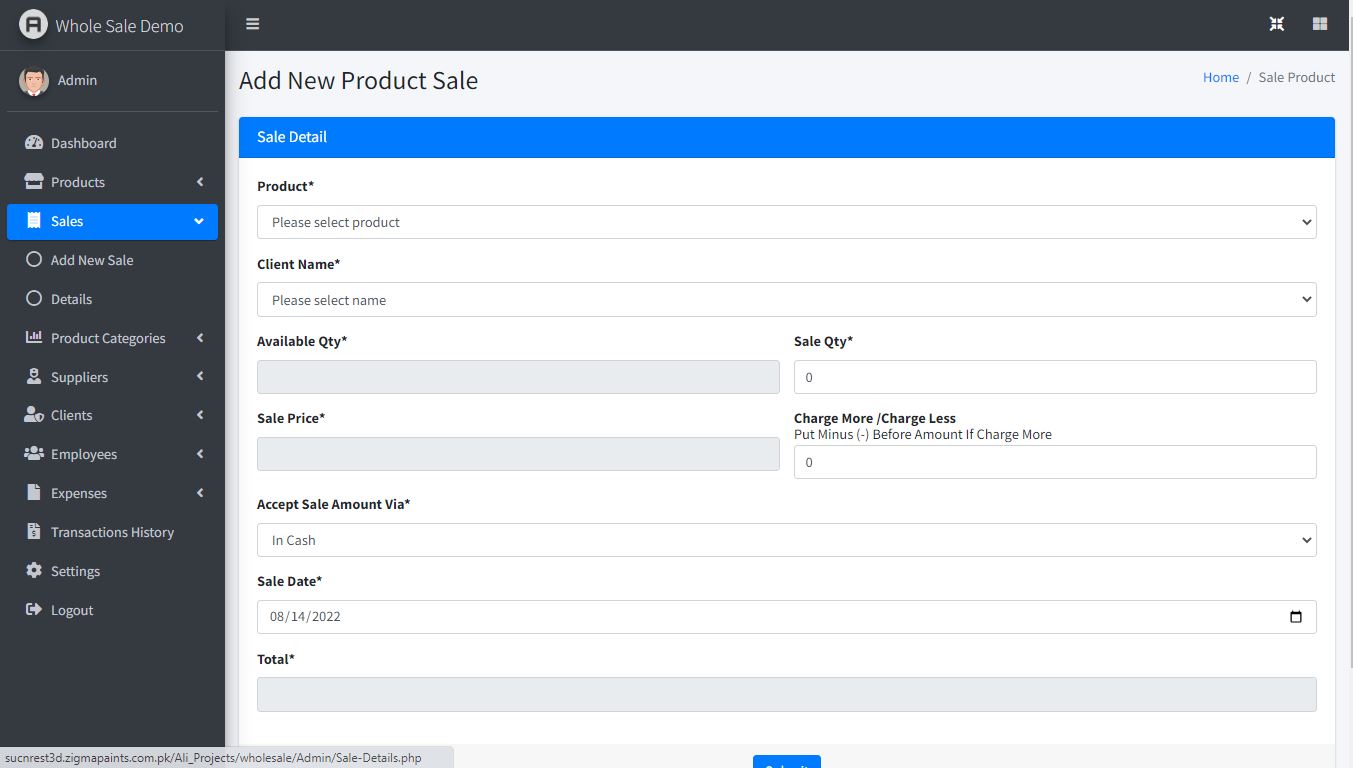 Whole Sale Demo
Admin
Dashboard
Products
Sales
Add New Sale
Details
Product Categories
Suppliers
Clients
Employees
Expenses
Transactions History
Settings
Logout
Add New Product Sale
Home / Sale Product
Sale Detail
Product*
Please select product
Client Name*
Please select name
Available Qty*
Sale Qty*
0
Sale Price*
Charge More /Charge Less
Put Minus (-) Before Amount If Charge More
0
Accept Sale Amount Via*
In Cash
Sale Date*
08/14/2022
Total*
Submit
sucnrest3d.zigmapaints.com.pk/Ali_Projects/wholesale/Admin/Sale-Details.php